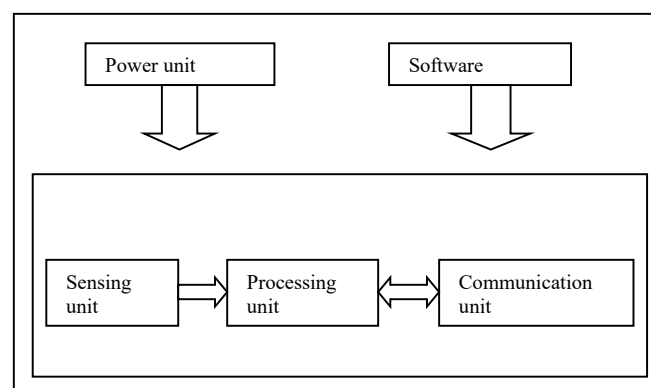 Power unit
Software
Sensing
unit
Processing
unit
Communication
unit